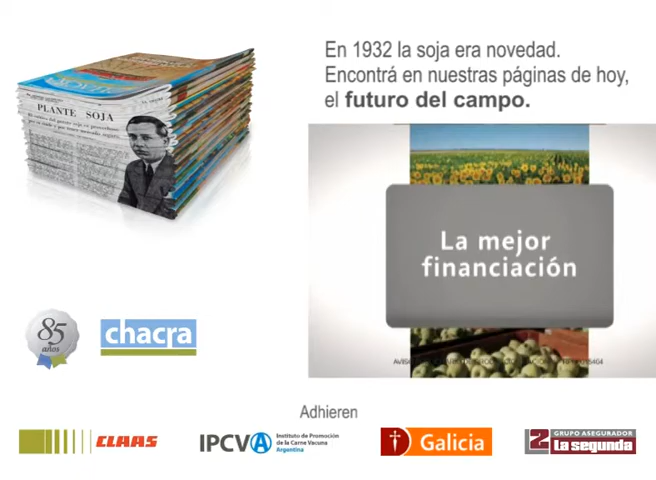 En 1932 la soja era novedad.
Encontrá en nuestras páginas de hoy,
el futuro del campo.
PLANTE SOJA
La mejor
financiación
85
años
chacra
Adhieren
CLAAS
IPCVA
Instituto de Promoción
de la Carne Vacuna
Argentina
Galicia
GRUPO ASEGURADOR
La segunda